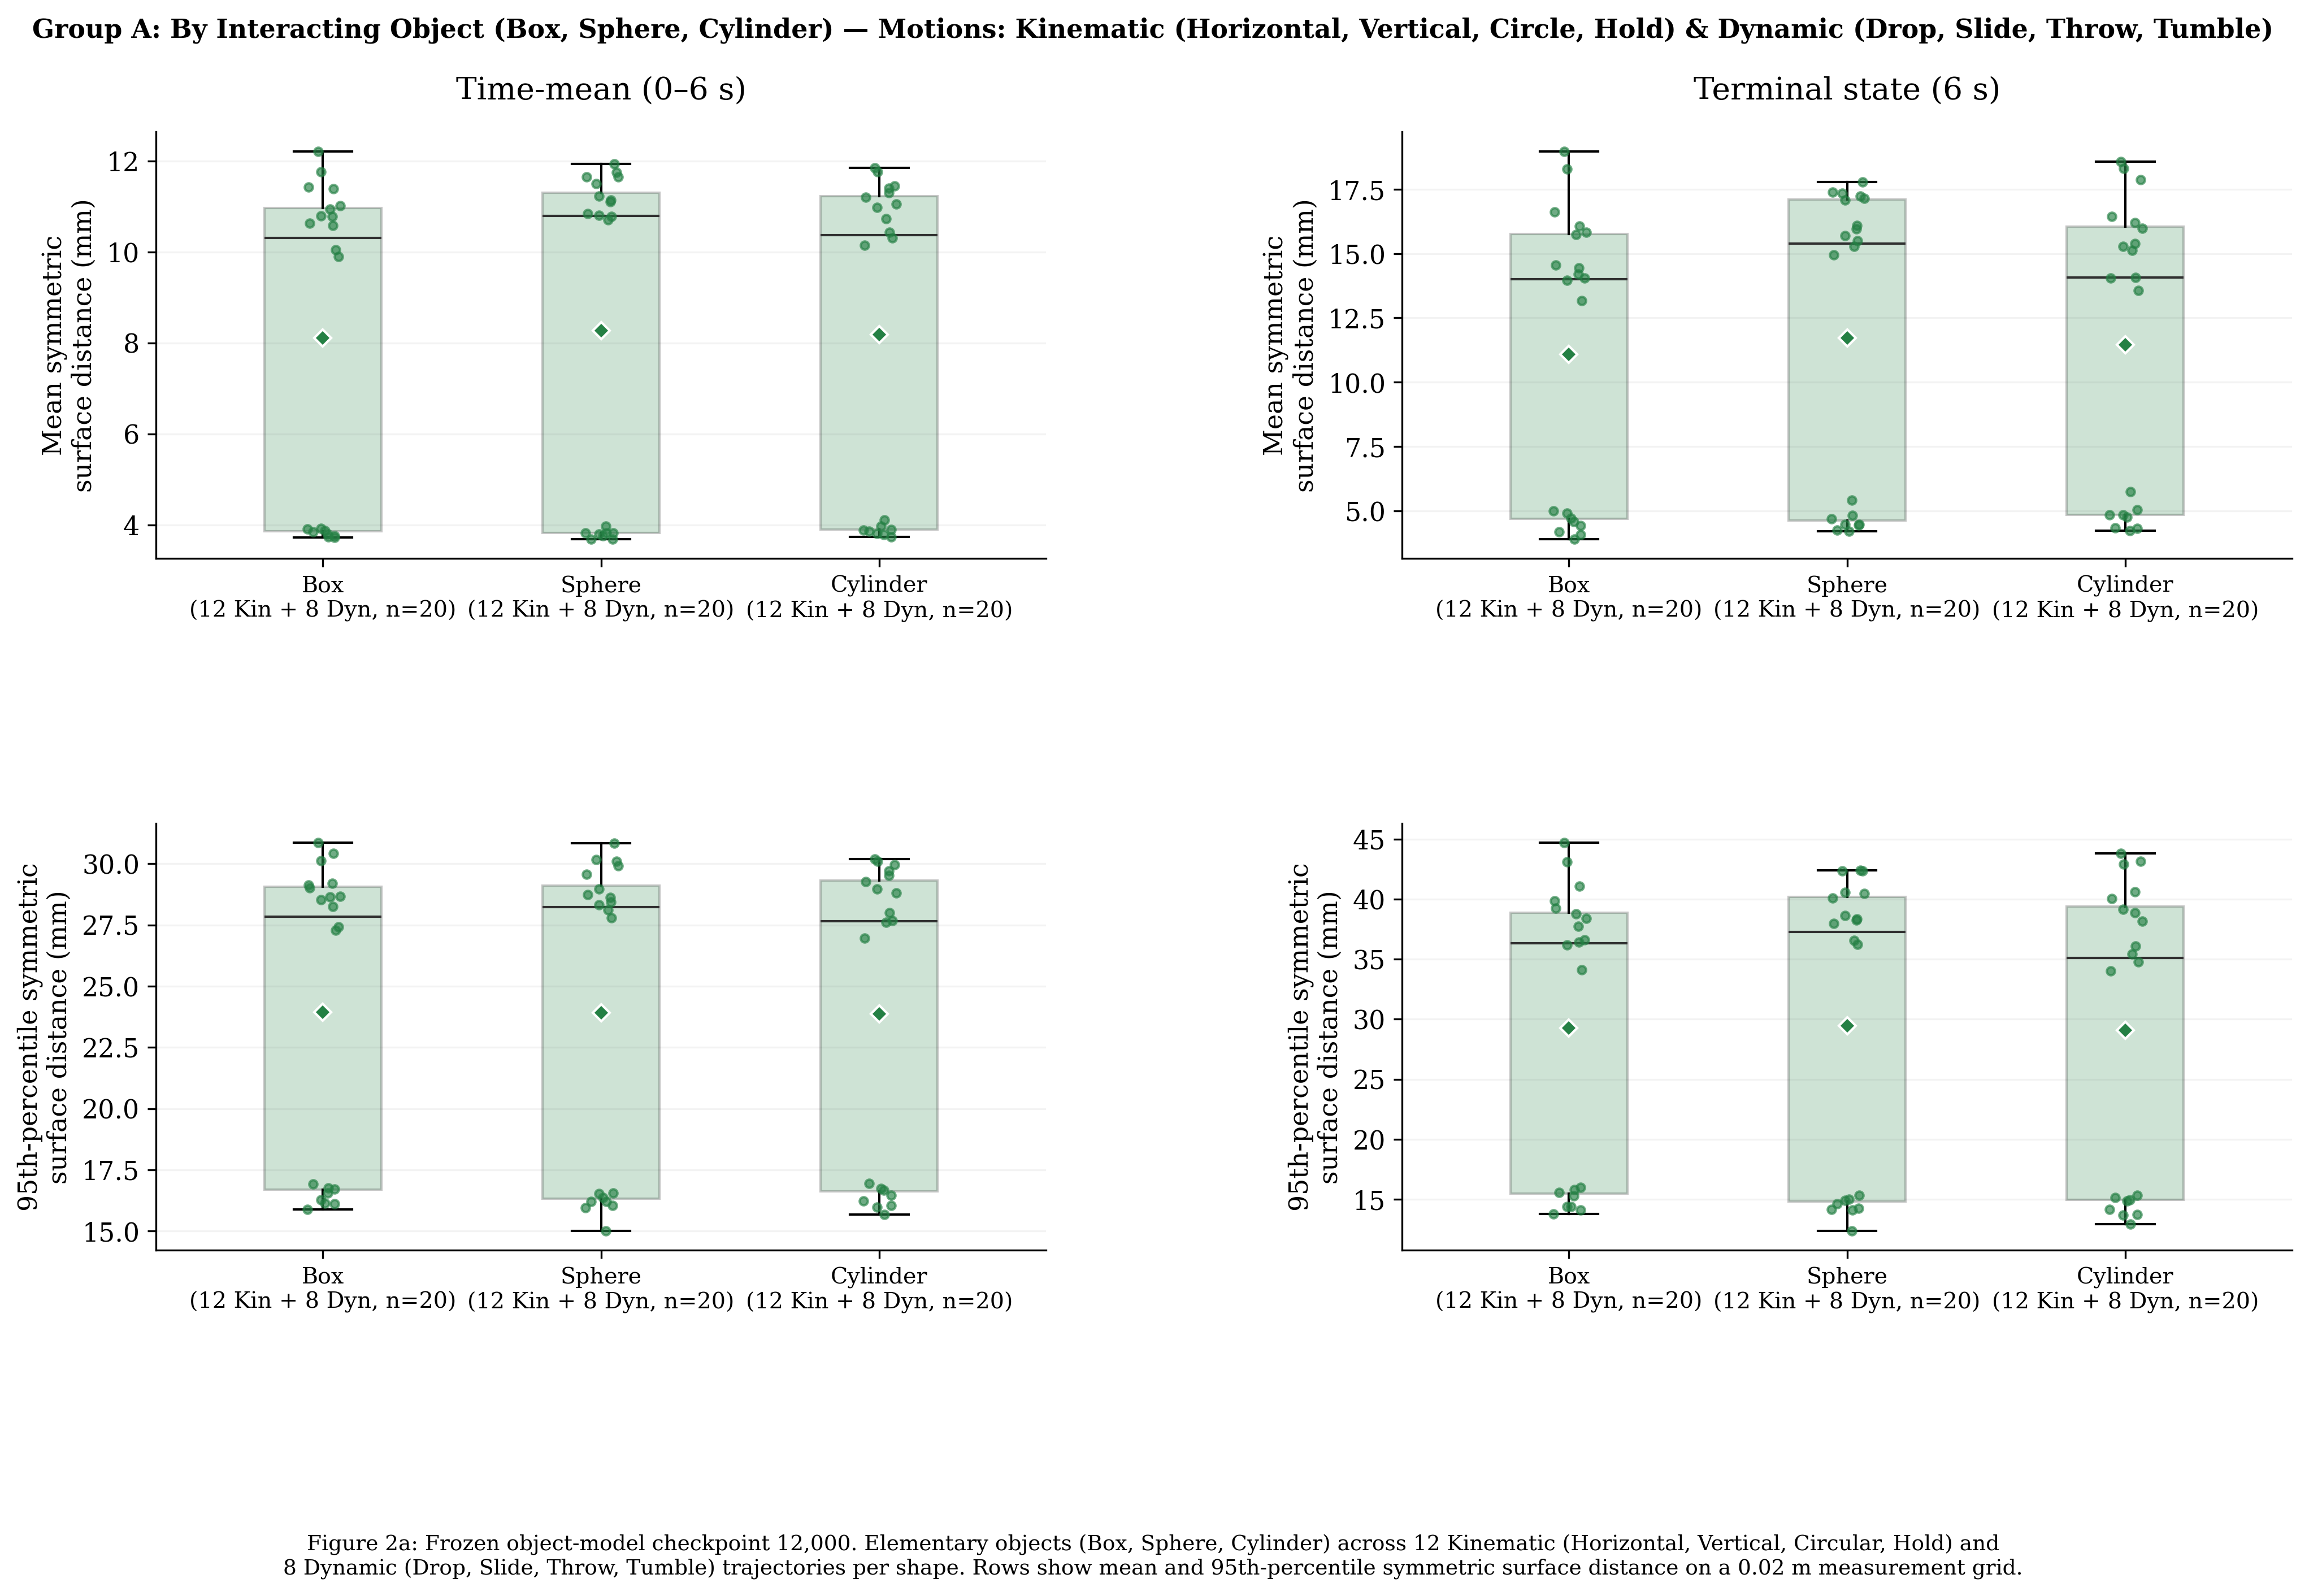 Group A: By Interacting Object (Box, Sphere, Cylinder) — Motions: Kinematic (Horizontal, Vertical, Circle, Hold) & Dynamic (Drop, Slide, Throw, Tumble)
Time-mean (0–6 s)
Mean symmetric
surface distance (mm)
12
10
8
6
4
Box
(12 Kin + 8 Dyn, n=20)
Sphere
(12 Kin + 8 Dyn, n=20)
Cylinder
(12 Kin + 8 Dyn, n=20)
Terminal state (6 s)
Mean symmetric
surface distance (mm)
17.5
15.0
12.5
10.0
7.5
5.0
Box
(12 Kin + 8 Dyn, n=20)
Sphere
(12 Kin + 8 Dyn, n=20)
Cylinder
(12 Kin + 8 Dyn, n=20)
95th-percentile symmetric
surface distance (mm)
30.0
27.5
25.0
22.5
20.0
17.5
15.0
Box
(12 Kin + 8 Dyn, n=20)
Sphere
(12 Kin + 8 Dyn, n=20)
Cylinder
(12 Kin + 8 Dyn, n=20)
95th-percentile symmetric
surface distance (mm)
45
40
35
30
25
20
15
Box
(12 Kin + 8 Dyn, n=20)
Sphere
(12 Kin + 8 Dyn, n=20)
Cylinder
(12 Kin + 8 Dyn, n=20)
Figure 2a: Frozen object-model checkpoint 12,000. Elementary objects (Box, Sphere, Cylinder) across 12 Kinematic (Horizontal, Vertical, Circular, Hold) and
8 Dynamic (Drop, Slide, Throw, Tumble) trajectories per shape. Rows show mean and 95th-percentile symmetric surface distance on a 0.02 m measurement grid.